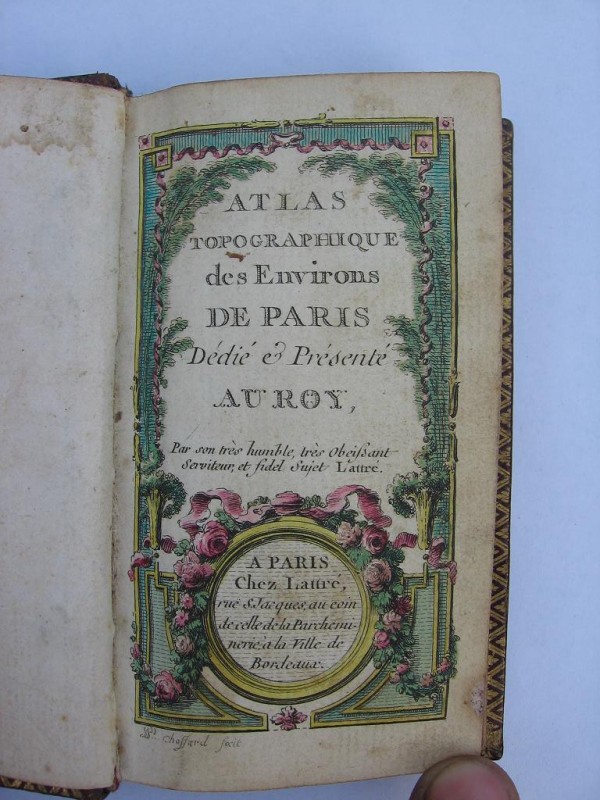 ATLAS
TOPOGRAPHIQUE
des Environs
DE PARIS
Dédié & Présenté
AU ROY,
Par son très humble, très Obeissant
Serviteur, et fidel Sujet Lattré.
A PARIS
Chez Lattré,
rue S. Jacques, au coin
de celle de la Parchemi-
nerie a la Ville de
Bordeaux.
Choffard fecit